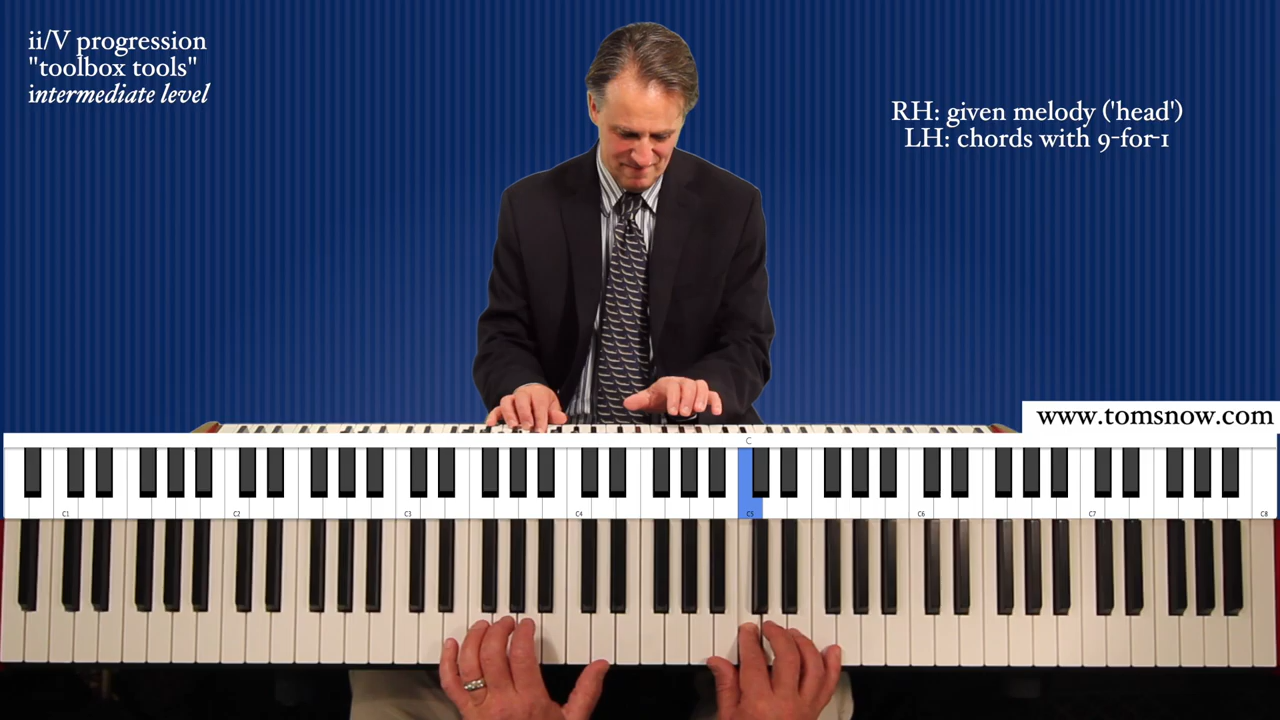 ii/V progression
"toolbox tools"
intermediate level
RH: given melody ('head')
LH: chords with 9-for-1
www.tomsnow.com
C
C1 C2 C3 C4 C5 C6 C7 C8